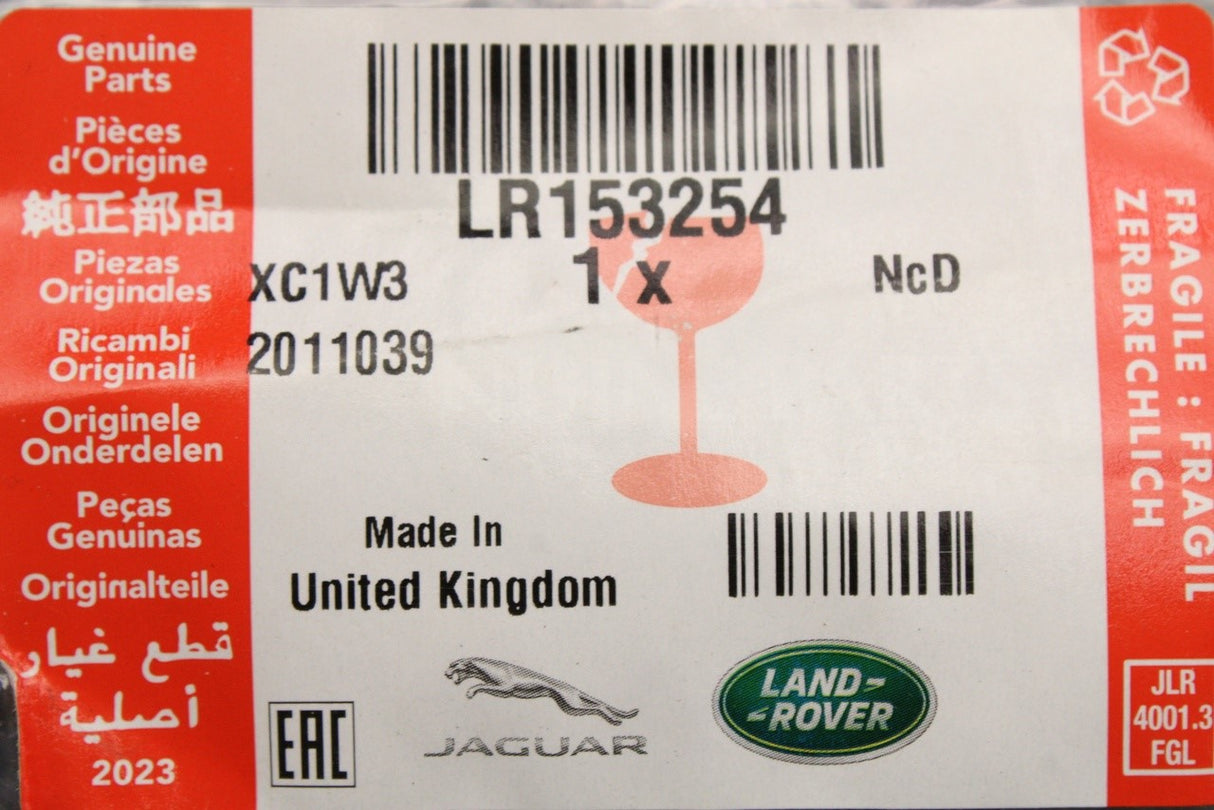 Genuine
Parts
Pièces
d'Origine
純正部品
Piezas
Originales
Ricambi
Originali
Originele
Onderdelen
Peças
Genuinas
Originalteile
قطع غيار
أصلية
2023
LR153254
XC1W3
1 x
NcD
2011039
Made In
United Kingdom
EAC
JAGUAR
LAND-
-ROVER
FRAGILE : FRAGIL
ZERBRECHLICH
JLR
4001.3
FGL